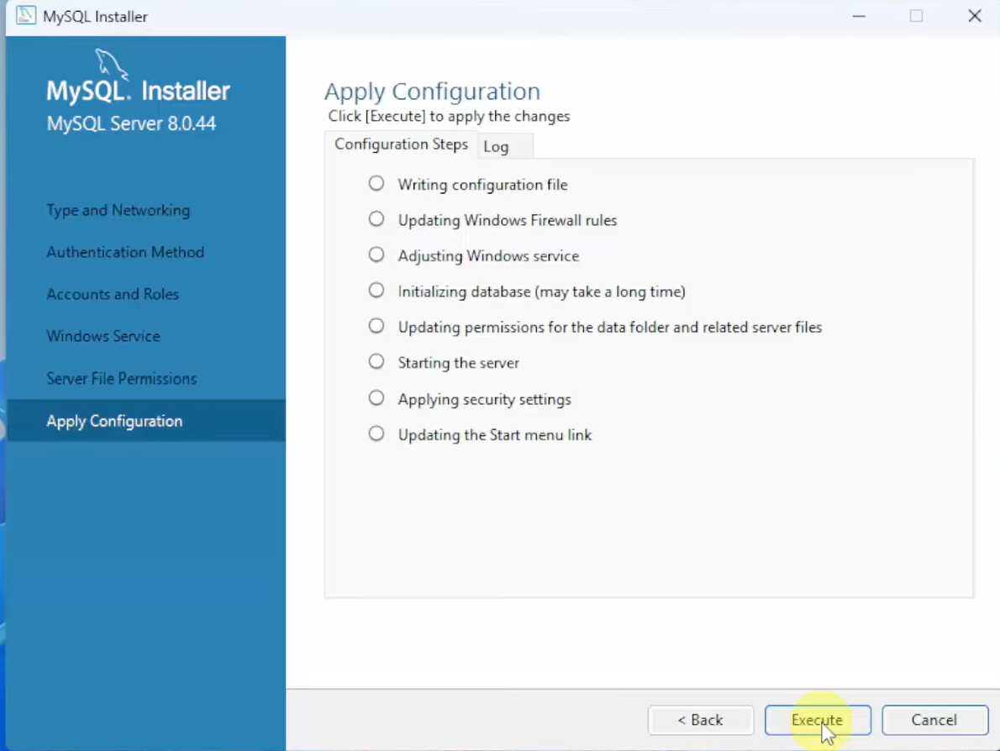 MySQL Installer
MySQL. Installer
MySQL Server 8.0.44
Type and Networking
Authentication Method
Accounts and Roles
Windows Service
Server File Permissions
Apply Configuration
Apply Configuration
Click [Execute] to apply the changes
Configuration Steps
Log
Writing configuration file
Updating Windows Firewall rules
Adjusting Windows service
Initializing database (may take a long time)
Updating permissions for the data folder and related server files
Starting the server
Applying security settings
Updating the Start menu link
< Back
Execute
Cancel